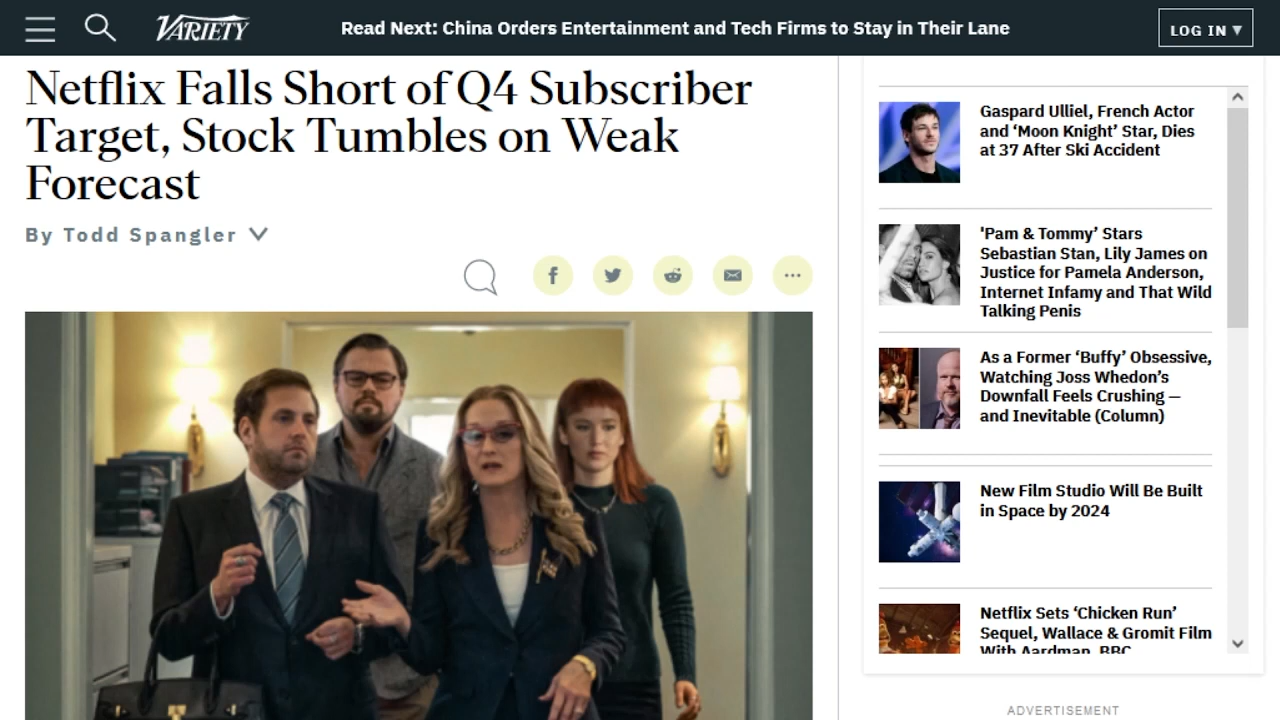 VARIETY
Read Next: China Orders Entertainment and Tech Firms to Stay in Their Lane
LOG IN ▼
Netflix Falls Short of Q4 Subscriber
Target, Stock Tumbles on Weak
Forecast
By Todd Spangler
Gaspard Ulliel, French Actor
and ‘Moon Knight’ Star, Dies
at 37 After Ski Accident
'Pam & Tommy’ Stars
Sebastian Stan, Lily James on
Justice for Pamela Anderson,
Internet Infamy and That Wild
Talking Penis
As a Former ‘Buffy’ Obsessive,
Watching Joss Whedon’s
Downfall Feels Crushing —
and Inevitable (Column)
New Film Studio Will Be Built
in Space by 2024
Netflix Sets ‘Chicken Run’
Sequel, Wallace & Gromit Film
With Aardman, BBC
ADVERTISEMENT